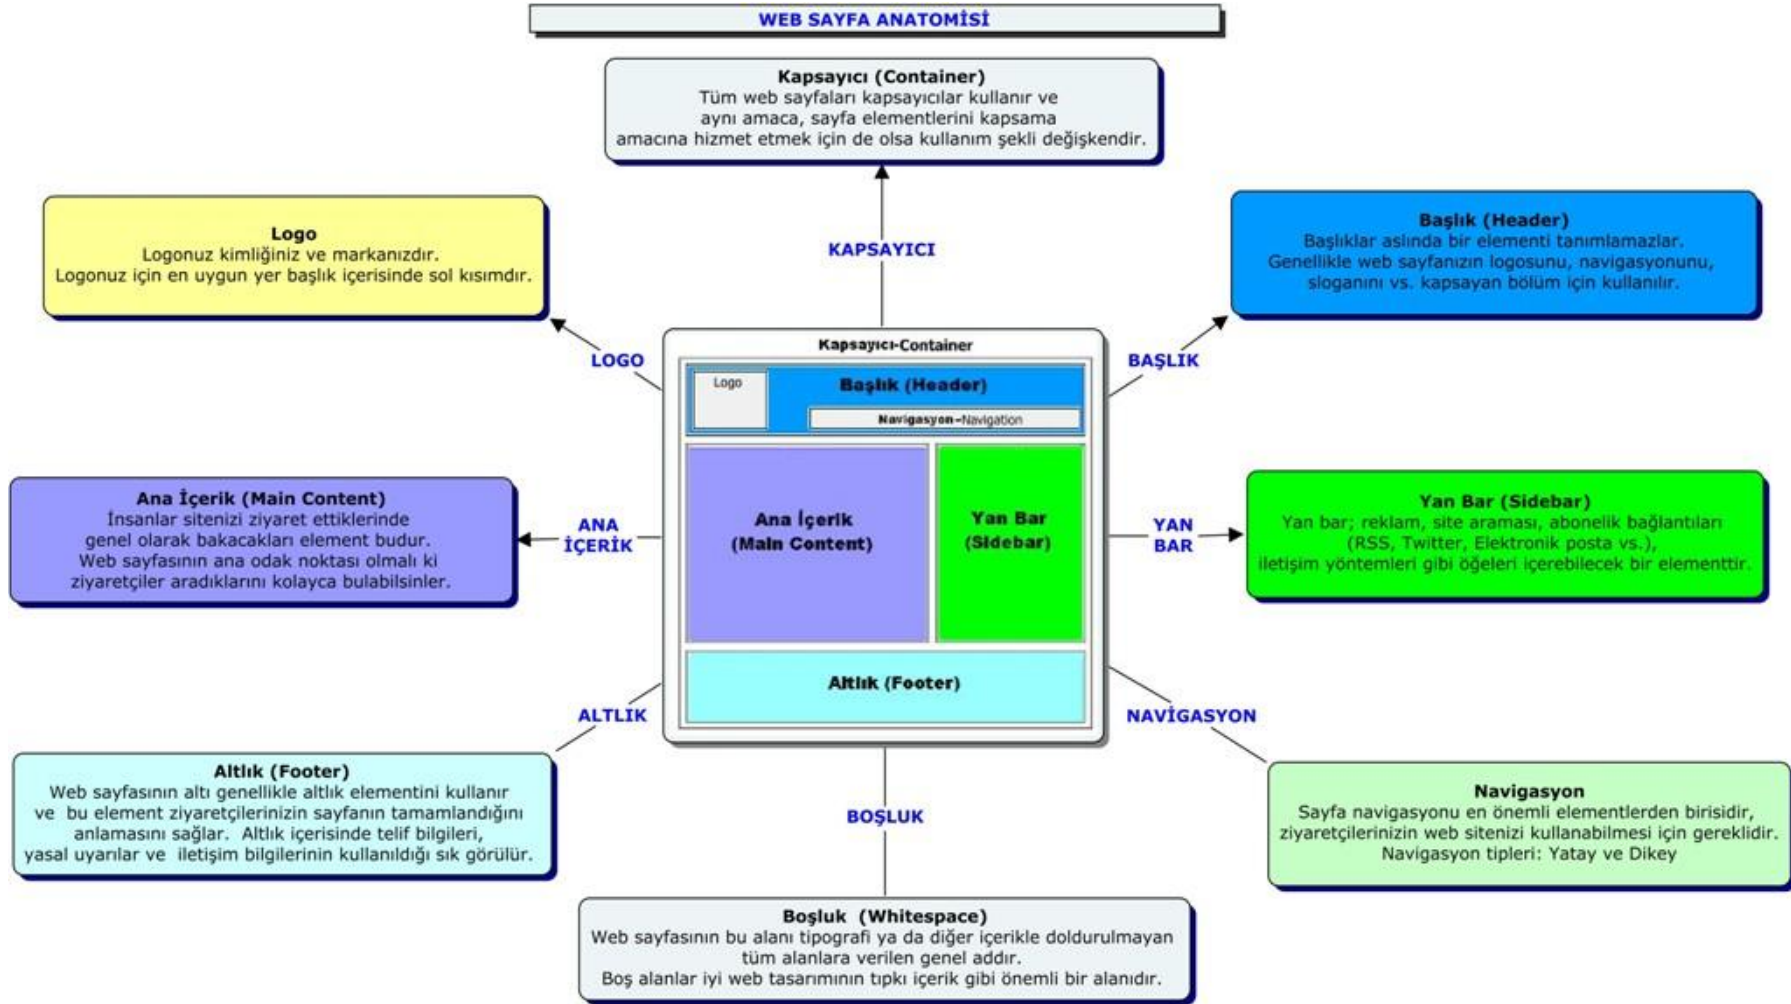 WEB SAYFA ANATOMİSİ
Kapsayıcı (Container)
Tüm web sayfaları kapsayıcılar kullanır ve
aynı amaca, sayfa elementlerini kapsama
amacına hizmet etmek için de olsa kullanım şekli değişkendir.
Logo
Logonuz kimliğiniz ve markanızdır.
Logonuz için en uygun yer başlık içerisinde sol kısımdır.
KAPSAYICI
Başlık (Header)
Başlıklar aslında bir elementi tanımlamazlar.
Genellikle web sayfanızın logosunu, navigasyonunu,
sloganını vs. kapsayan bölüm için kullanılır.
LOGO
BAŞLIK
Kapsayıcı-Container
Logo
Başlık (Header)
Navigasyon-Navigation
Ana İçerik (Main Content)
İnsanlar sitenizi ziyaret ettiklerinde
genel olarak bakacakları element budur.
Web sayfasının ana odak noktası olmalı ki
ziyaretçiler aradıklarını kolayca bulabilsinler.
ANA
İÇERİK
Ana İçerik
(Main Content)
Yan Bar
(Sidebar)
YAN
BAR
Yan Bar (Sidebar)
Yan bar; reklam, site araması, abonelik bağlantıları
(RSS, Twitter, Elektronik posta vs.),
iletişim yöntemleri gibi öğeleri içerebilecek bir elementtir.
Altlık (Footer)
ALTLIK
NAVİGASYON
Altlık (Footer)
Web sayfasının altı genellikle altlık elementini kullanır
ve bu element ziyaretçilerinizin sayfanın tamamlandığını
anlamasını sağlar. Altlık içerisinde telif bilgileri,
yasal uyarılar ve iletişim bilgilerinin kullanıldığı sık görülür.
BOŞLUK
Navigasyon
Sayfa navigasyonu en önemli elementlerden birisidir,
ziyaretçilerinizin web sitenizi kullanabilmesi için gereklidir.
Navigasyon tipleri: Yatay ve Dikey
Boşluk (Whitespace)
Web sayfasının bu alanı tipografi ya da diğer içerikle doldurulmayan
tüm alanlara verilen genel addır.
Boş alanlar iyi web tasarımının tıpkı içerik gibi önemli bir alanıdır.